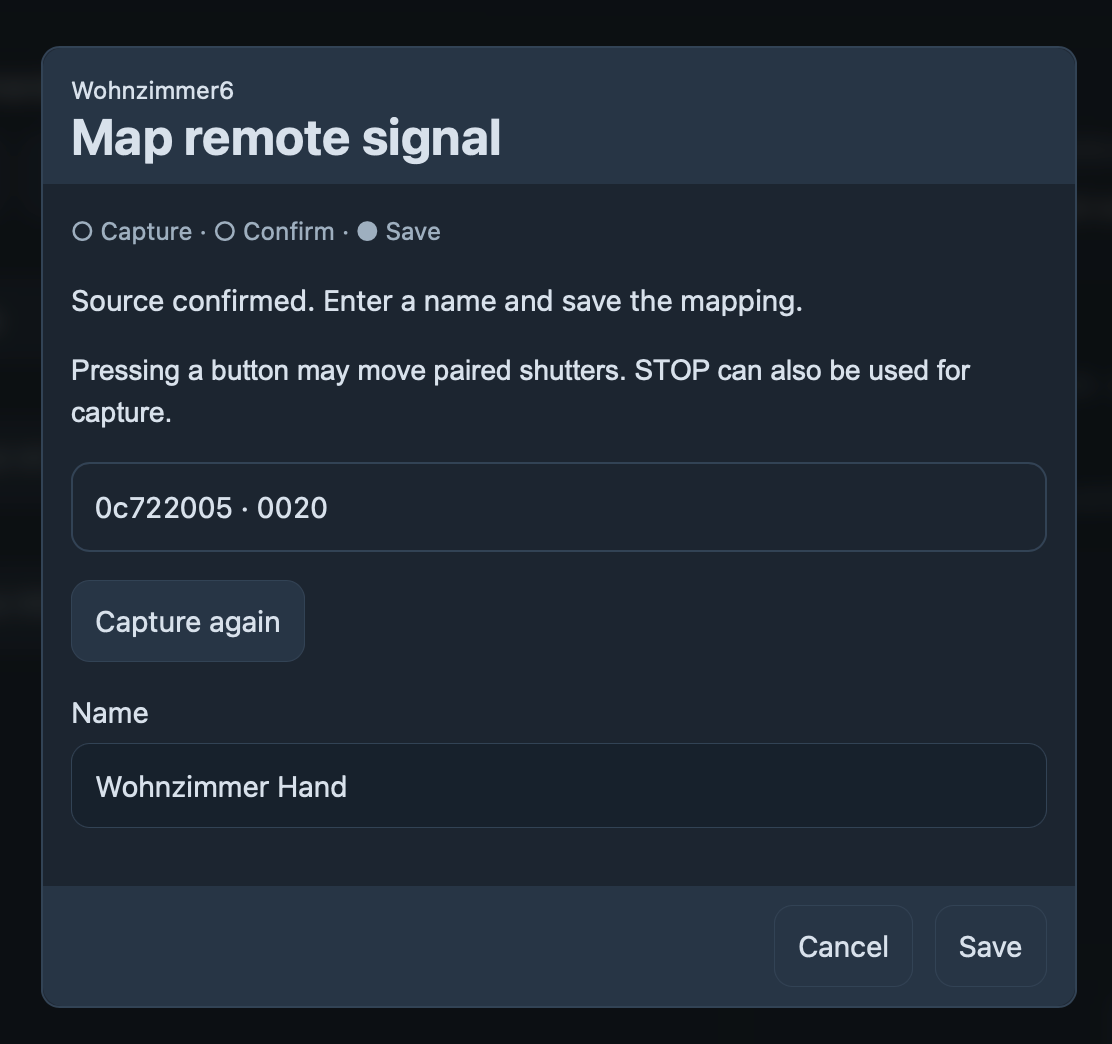 Wohnzimmer6
Map remote signal
Capture · Confirm · Save
Source confirmed. Enter a name and save the mapping.
Pressing a button may move paired shutters. STOP can also be used for
capture.
0c722005 · 0020
Capture again
Name
Wohnzimmer Hand
Cancel
Save